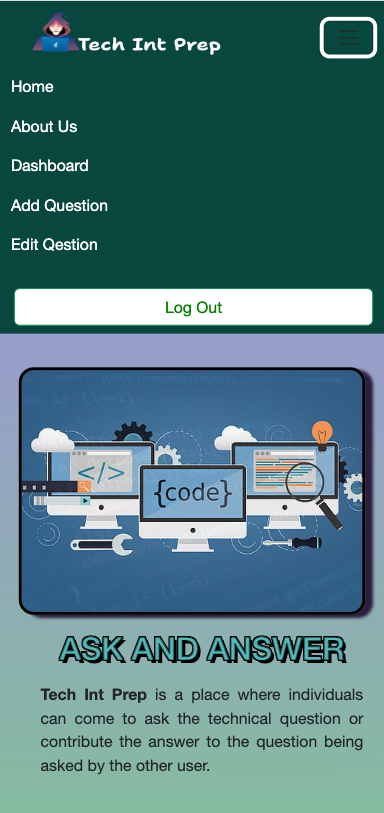 Tech Int Prep
Home
About Us
Dashboard
Add Question
Edit Qestion
Log Out
</>
{code}
ASK AND ANSWER
Tech Int Prep is a place where individuals
can come to ask the technical question or
contribute the answer to the question being
asked by the other user.